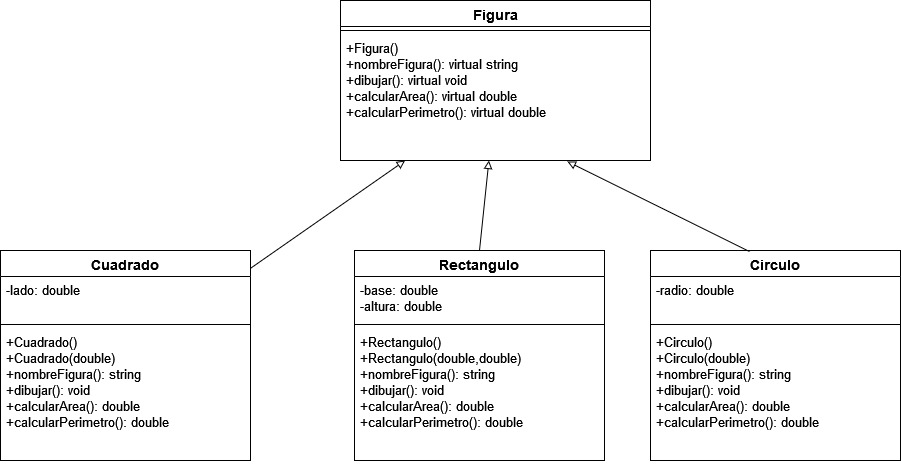 Figura
+Figura()
+nombreFigura(): virtual string
+dibujar(): virtual void
+calcularArea(): virtual double
+calcularPerimetro(): virtual double
Cuadrado
-lado: double
+Cuadrado()
+Cuadrado(double)
+nombreFigura(): string
+dibujar(): void
+calcularArea(): double
+calcularPerimetro(): double
Rectangulo
-base: double
-altura: double
+Rectangulo()
+Rectangulo(double,double)
+nombreFigura(): string
+dibujar(): void
+calcularArea(): double
+calcularPerimetro(): double
Circulo
-radio: double
+Circulo()
+Circulo(double)
+nombreFigura(): string
+dibujar(): void
+calcularArea(): double
+calcularPerimetro(): double